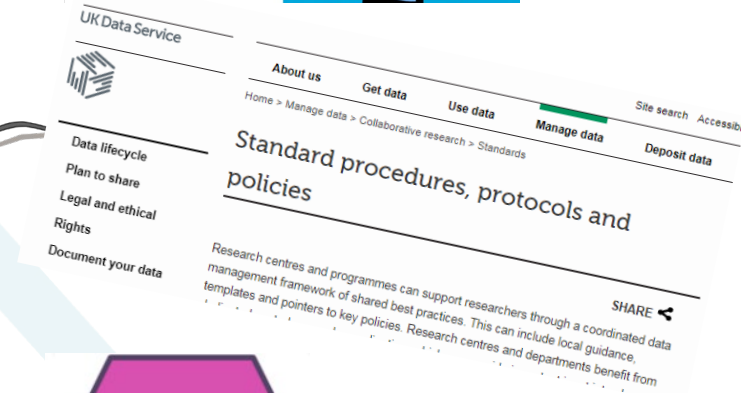 UK Data Service
About us
Get data
Use data
Manage data
Deposit data
Site search
Home > Manage data > Collaborative research > Standards
Data lifecycle
Plan to share
Legal and ethical
Rights
Document your data
Standard procedures, protocols and
policies
SHARE
Research centres and programmes can support researchers through a coordinated data
management framework of shared best practices. This can include local guidance,
templates and pointers to key policies. Research centres and departments benefit from